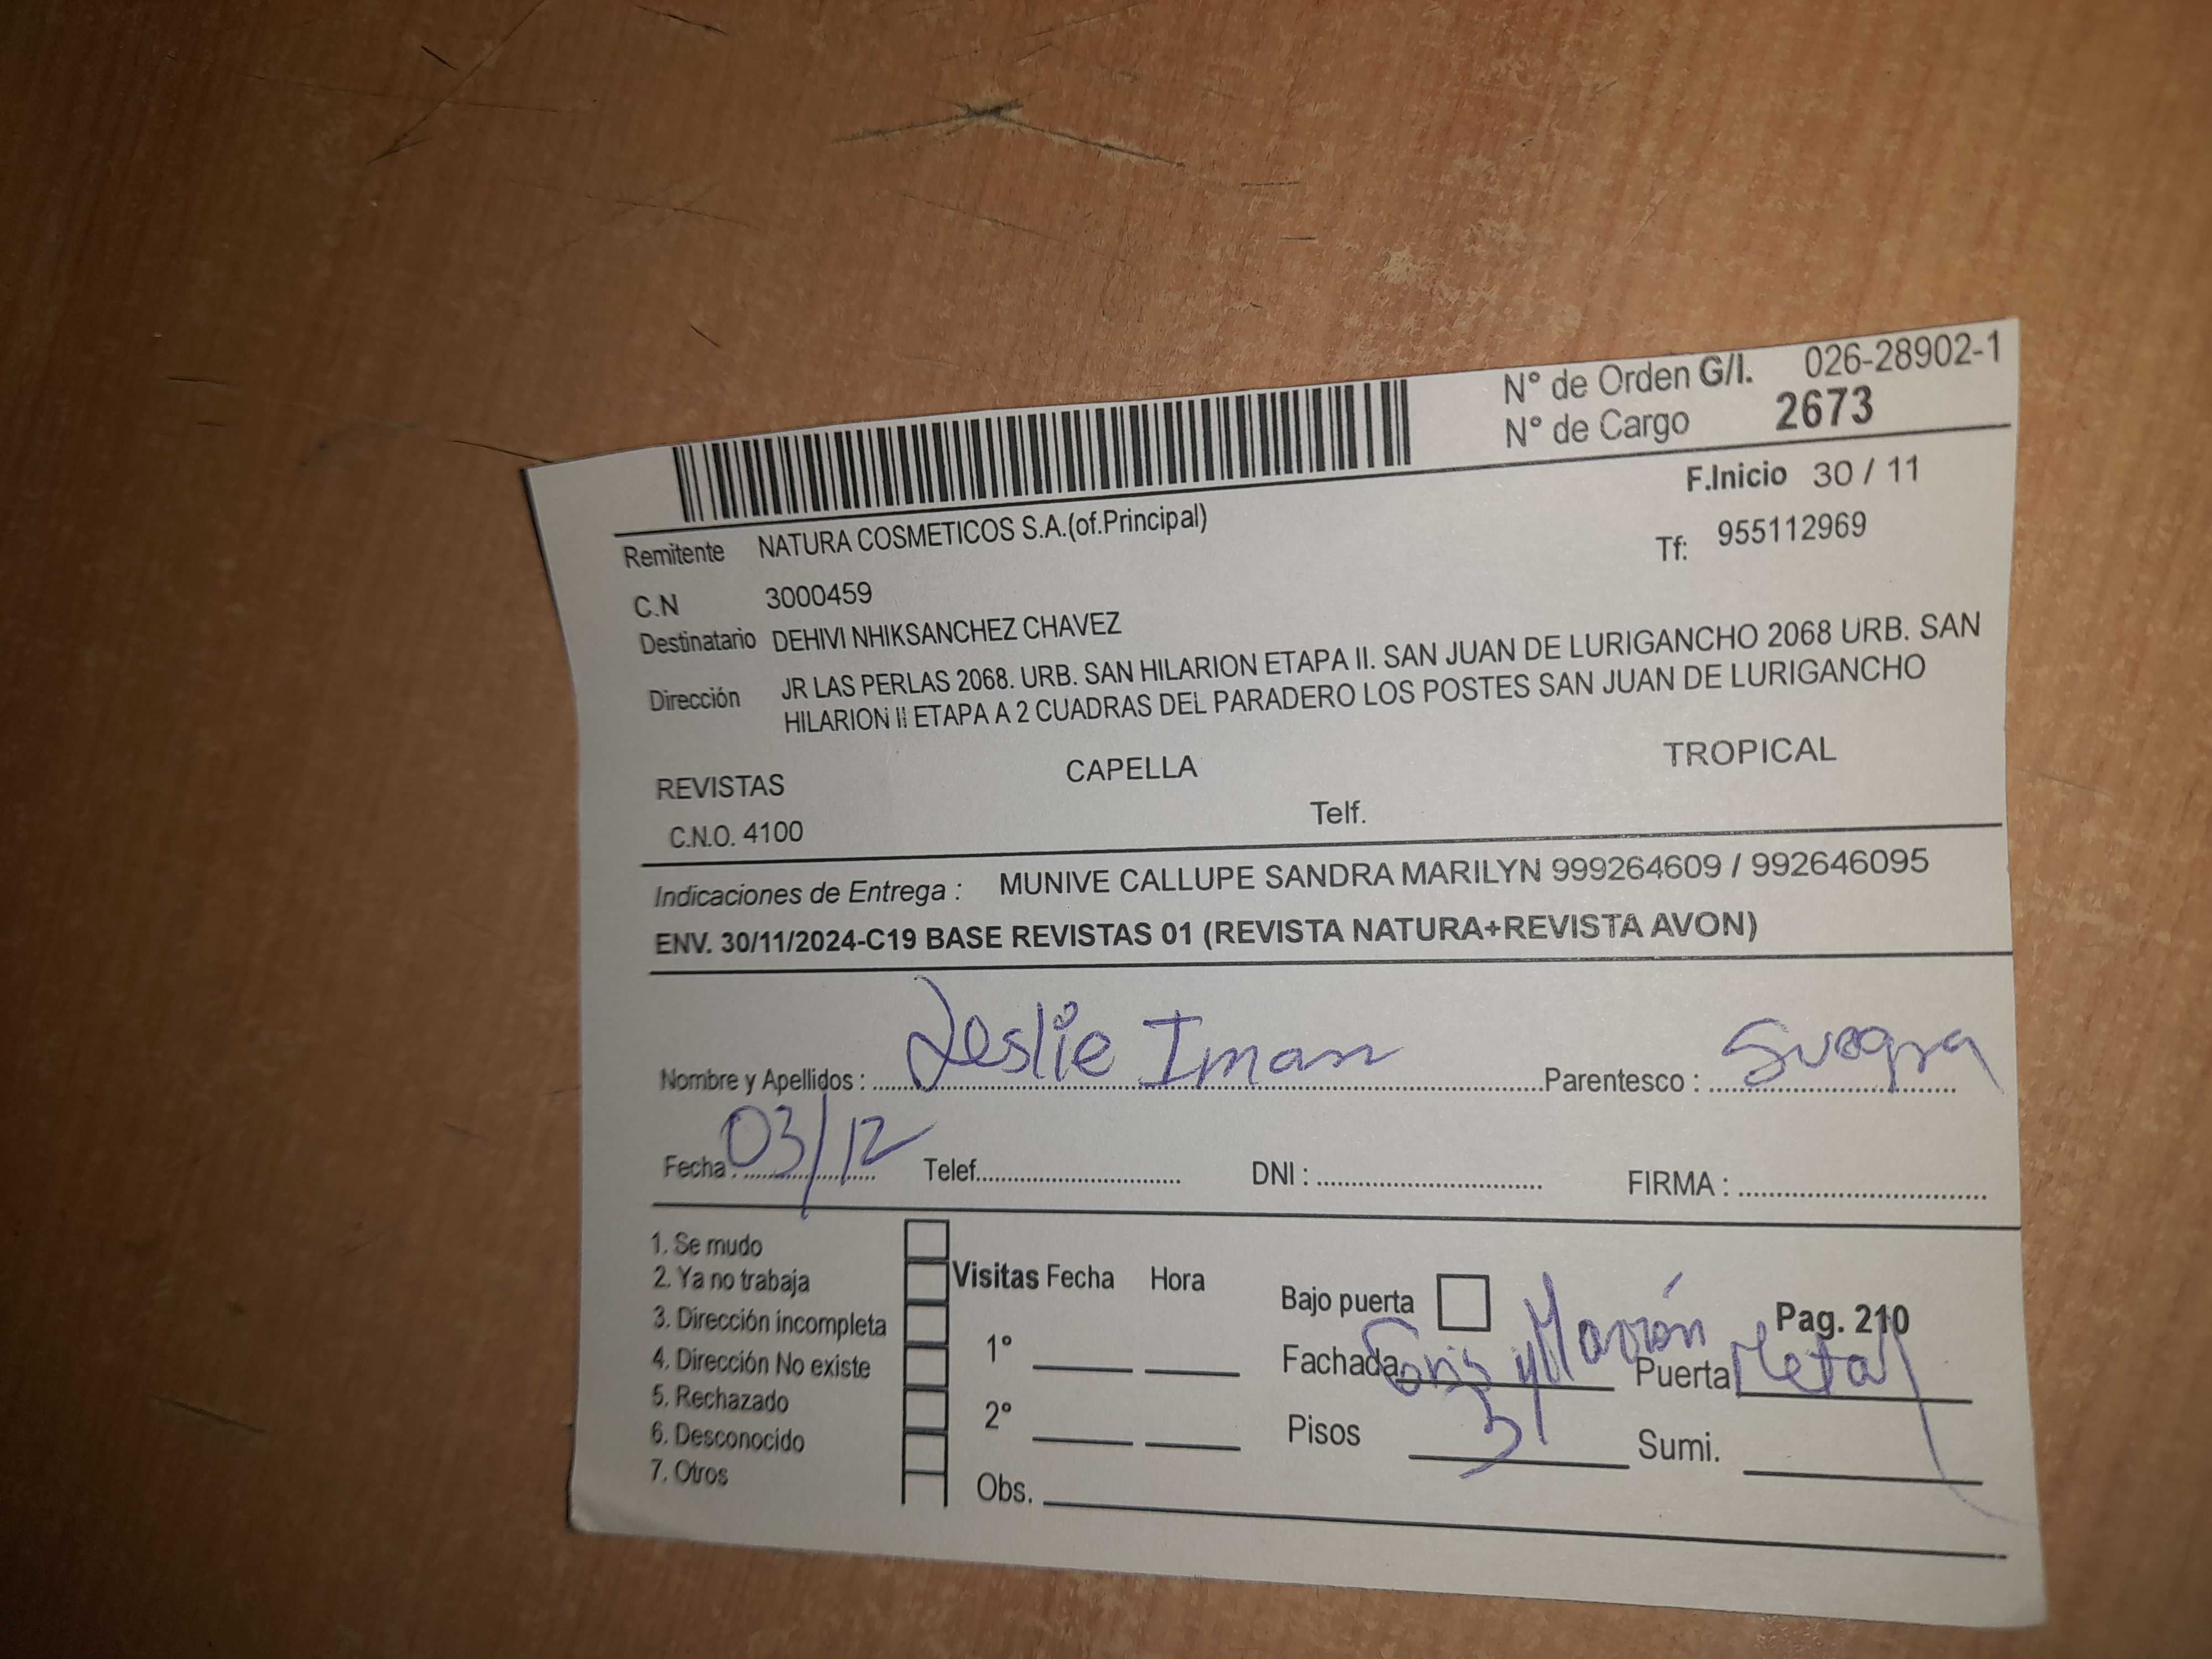 N° de Orden G/I. 026-28902-1
N° de Cargo 2673
F.Inicio 30 / 11
Remitente NATURA COSMETICOS S.A.(of.Principal)
Tf: 955112969
C.N 3000459
Destinatario DEHIVI NHIKSANCHEZ CHAVEZ
Dirección JR LAS PERLAS 2068. URB. SAN HILARION ETAPA II. SAN JUAN DE LURIGANCHO 2068 URB. SAN
HILARION II ETAPA A 2 CUADRAS DEL PARADERO LOS POSTES SAN JUAN DE LURIGANCHO
REVISTAS CAPELLA TROPICAL
C.N.O. 4100 Telf.
Indicaciones de Entrega : MUNIVE CALLUPE SANDRA MARILYN 999264609 / 992646095
ENV. 30/11/2024-C19 BASE REVISTAS 01 (REVISTA NATURA+REVISTA AVON)
Nombre y Apellidos : Leslie Iman Parentesco : Suegra
Fecha : 03/12 Telef. DNI : FIRMA :
1. Se mudo
2. Ya no trabaja
3. Dirección incompleta
4. Dirección No existe
5. Rechazado
6. Desconocido
7. Otros
Visitas Fecha Hora
1°
2°
Obs.
Bajo puerta Pag. 210
Fachada Gris y Marrón Puerta Metal
Pisos 3 Sumi.